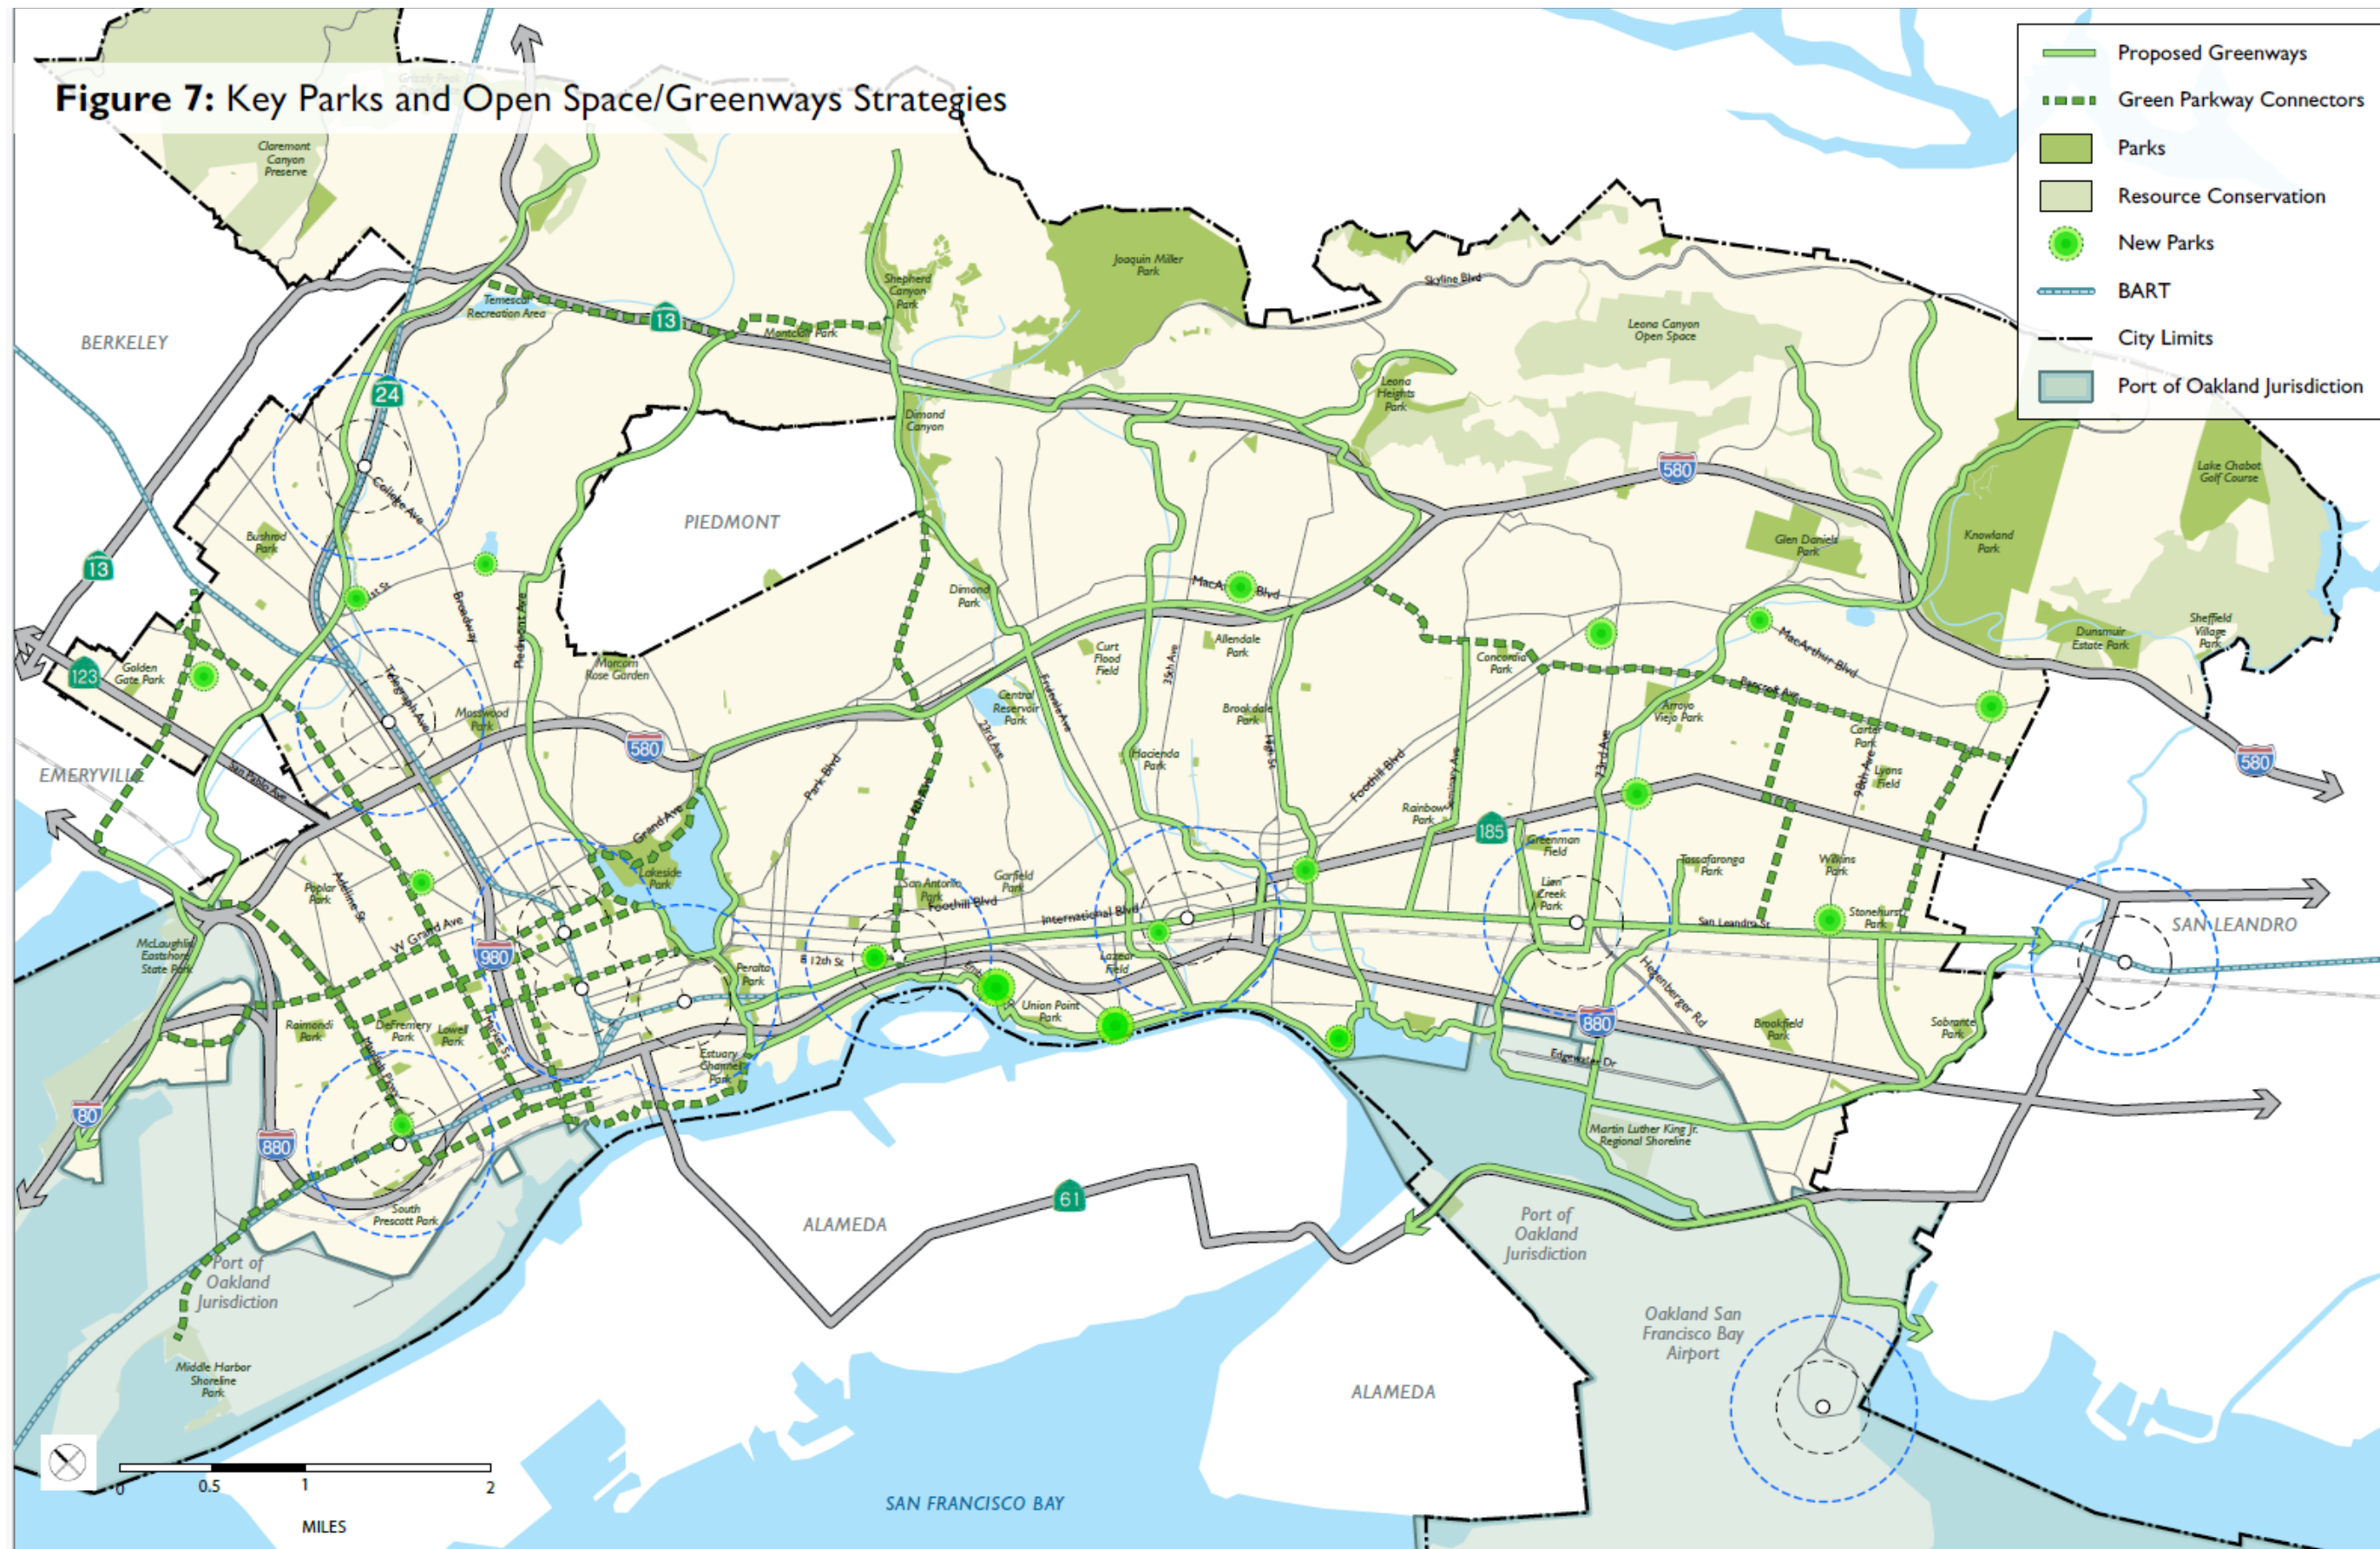 Figure 7: Key Parks and Open Space/Greenways Strategies
Proposed Greenways
Green Parkway Connectors
Parks
Resource Conservation
New Parks
BART
City Limits
Port of Oakland Jurisdiction
Claremont
Canyon
Preserve
Temescal
Recreation Area
13
Montclair Park
Shepherd
Canyon
Park
Joaquin Miller
Park
Skyline Blvd
Leona Canyon
Open Space
BERKELEY
24
Leona
Heights
Park
Dimond
Canyon
580
Lake Chabot
Golf Course
College Ave
PIEDMONT
Bushrod
Park
Glen Daniels
Park
Knowland
Park
13
Broadway
Piedmont Ave
Dimond
Park
Blvd
Allendale
Park
Curt
Flood
Field
35th Ave
Concordia
Park
MacArthur Blvd
Dunsmuir
Estate Park
Sheffield
Village
Park
123
Golden
Gate Park
Telegraph Ave
Morcom
Rose Garden
Mosswood
Park
Central
Reservoir
Park
Fruitvale Ave
23rd Ave
Brookdale
Park
High St
Bancroft Ave
Arroyo
Viejo Park
Carter
Park
EMERYVILLE
San Pablo Ave
580
Park Blvd
14th Ave
Hacienda
Park
Foothill Blvd
Seminary Ave
73rd Ave
98th Ave
Lyons
Field
580
Grand Ave
Rainbow
Park
185
Greenman
Field
Tassafaronga
Park
Wilkins
Park
Poplar
Park
Adeline St
Lakeside
Park
San Antonio
Park
Garfield
Park
Foothill Blvd
International Blvd
Lion
Creek
Park
San Leandro St
Stonehurst
Park
SAN LEANDRO
McLaughlin
Eastshore
State Park
W Grand Ave
980
E 12th St
Peralta
Park
Lazear
Field
Union Point
Park
Hegenberger Rd
880
Brookfield
Park
Sobrante
Park
Raimondi
Park
DeFremery
Park
Lowell
Park
Market St
Mandela Pkwy
Estuary
Channel
Park
Edgewater Dr
80
880
Martin Luther King Jr.
Regional Shoreline
South
Prescott Park
ALAMEDA
61
Port of
Oakland
Jurisdiction
Port of
Oakland
Jurisdiction
Oakland San
Francisco Bay
Airport
Middle Harbor
Shoreline
Park
ALAMEDA
SAN FRANCISCO BAY
0
0.5
1
2
MILES